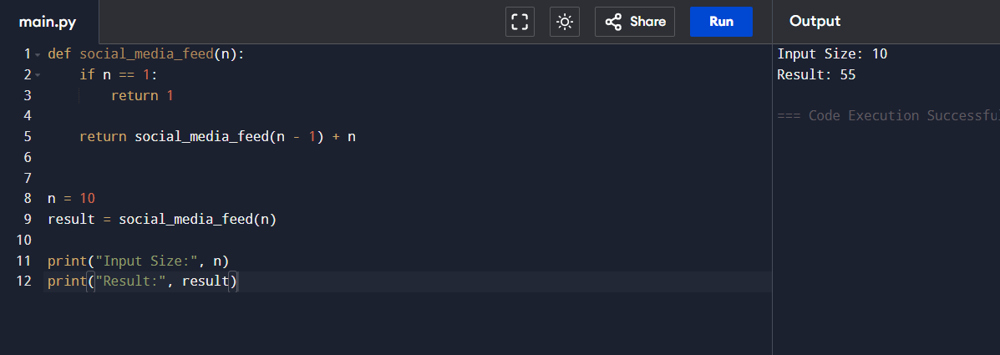 main.py
Share
Run
Output
1 def social_media_feed(n):
2     if n == 1:
3         return 1
4
5     return social_media_feed(n - 1) + n
6
7
8 n = 10
9 result = social_media_feed(n)
10
11 print("Input Size:", n)
12 print("Result:", result)
Input Size: 10
Result: 55
=== Code Execution